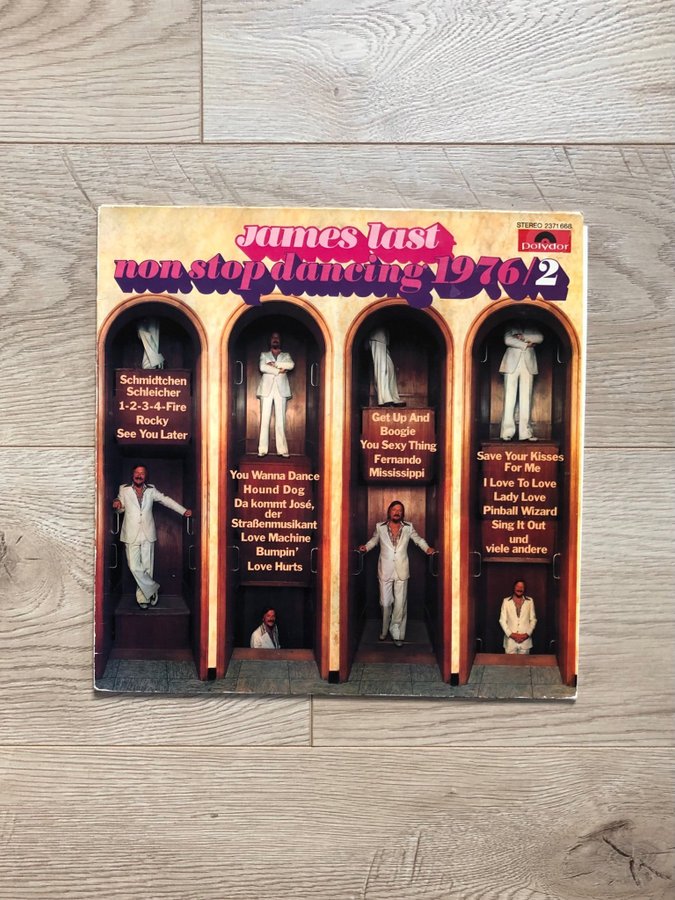 STEREO 2371 668
Polydor
james last
non stop dancing 1976/2
Schmidtchen
Schleicher
1-2-3-4-Fire
Rocky
See You Later
You Wanna Dance
Hound Dog
Da kommt José,
der
Straßenmusikant
Love Machine
Bumpin'
Love Hurts
Get Up And
Boogie
You Sexy Thing
Fernando
Mississippi
Save Your Kisses
For Me
I Love To Love
Lady Love
Pinball Wizard
Sing It Out
und
viele andere